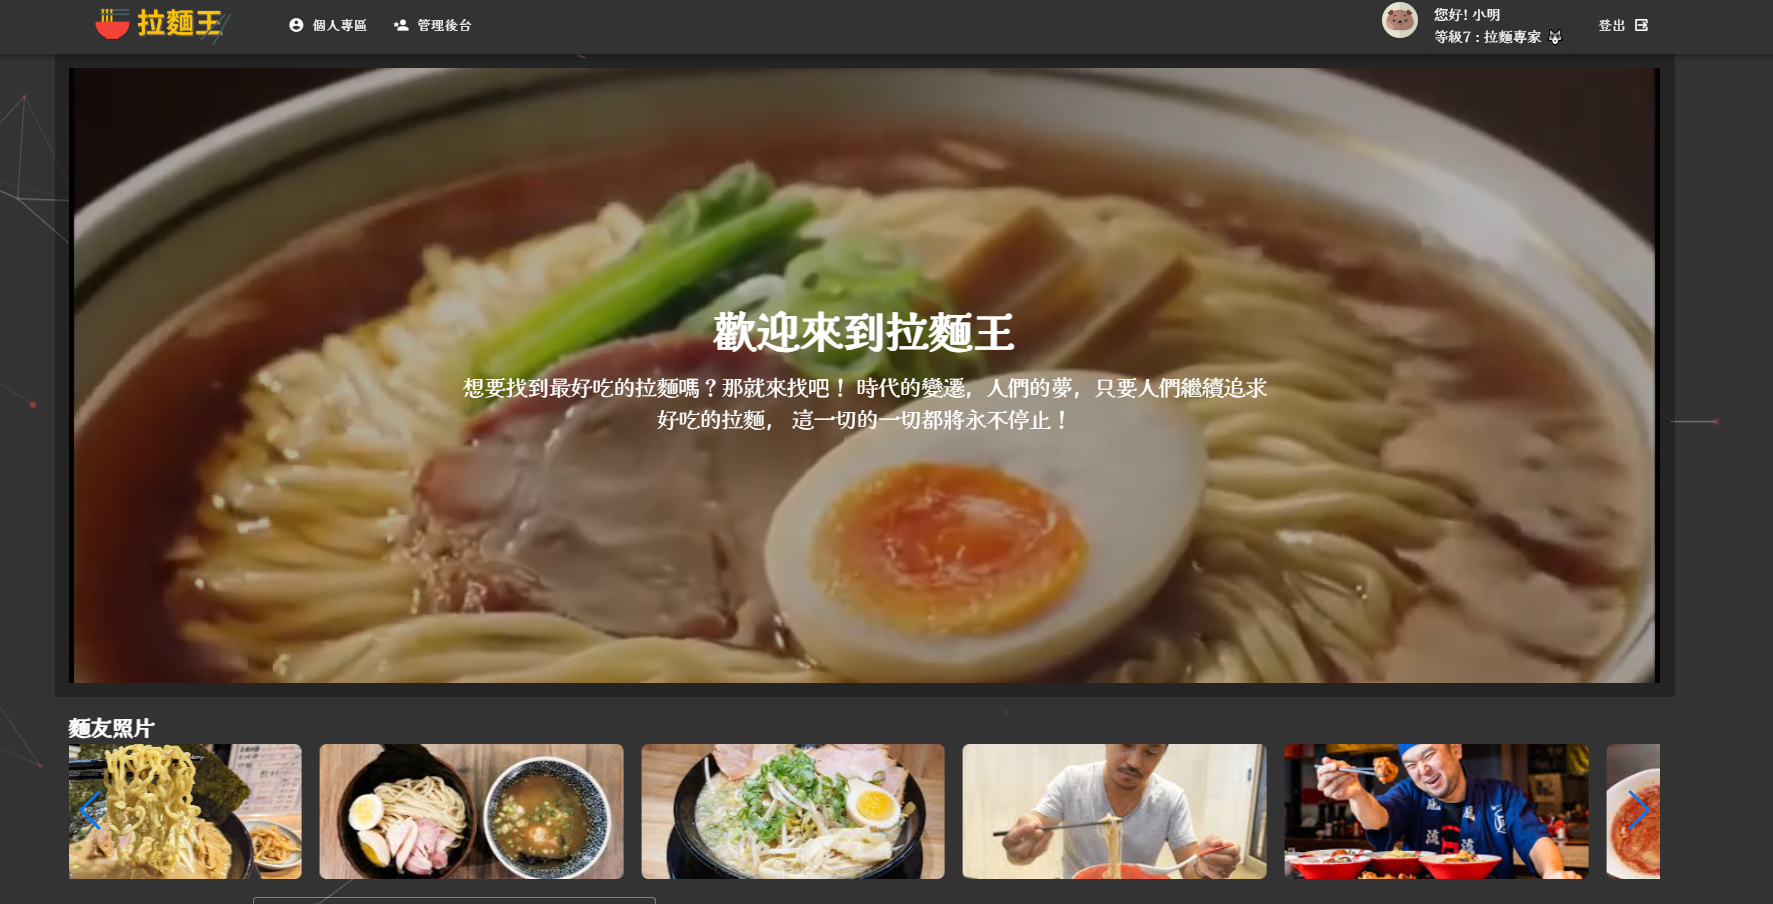 拉麵王
個人專區
管理後台
您好! 小明
等級7 : 拉麵專家
登出
歡迎來到拉麵王
想要找到最好吃的拉麵嗎？那就來找吧！ 時代的變遷，人們的夢，只要人們繼續追求
好吃的拉麵， 這一切的一切都將永不停止！
麵友照片
風流